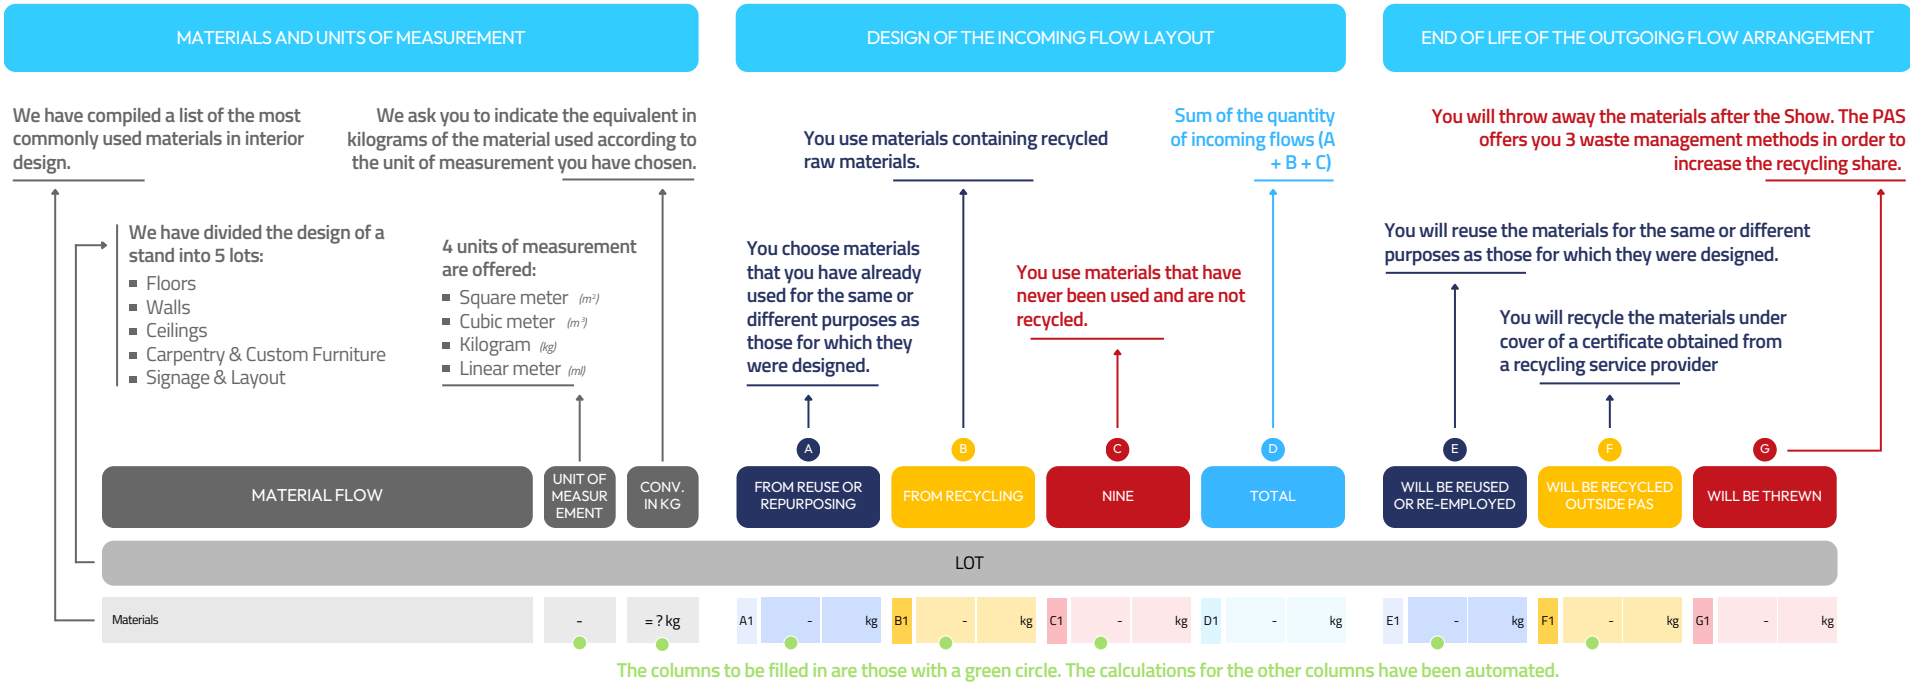 MATERIALS AND UNITS OF MEASUREMENT
DESIGN OF THE INCOMING FLOW LAYOUT
END OF LIFE OF THE OUTGOING FLOW ARRANGEMENT
We have compiled a list of the most
commonly used materials in interior
design.
We ask you to indicate the equivalent in
kilograms of the material used according to
the unit of measurement you have chosen.
We have divided the design of a
stand into 5 lots:
▪ Floors
▪ Walls
▪ Ceilings
▪ Carpentry & Custom Furniture
▪ Signage & Layout
4 units of measurement
are offered:
▪ Square meter (m²)
▪ Cubic meter (m³)
▪ Kilogram (kg)
▪ Linear meter (ml)
You choose materials
that you have already
used for the same or
different purposes as
those for which they
were designed.
You use materials containing recycled
raw materials.
You use materials that have
never been used and are not
recycled.
Sum of the quantity
of incoming flows (A
+ B + C)
You will reuse the materials for the same or different
purposes as those for which they were designed.
You will recycle the materials under
cover of a certificate obtained from
a recycling service provider
You will throw away the materials after the Show. The PAS
offers you 3 waste management methods in order to
increase the recycling share.
A B C D E F G
MATERIAL FLOW
UNIT OF
MEASUR
EMENT
CONV.
IN KG
FROM REUSE OR
REPURPOSING
FROM RECYCLING
NINE
TOTAL
WILL BE REUSED
OR RE-EMPLOYED
WILL BE RECYCLED
OUTSIDE PAS
WILL BE THREWN
LOT
Materials - = ? kg A1 - kg B1 - kg C1 - kg D1 - kg E1 - kg F1 - kg G1 - kg
The columns to be filled in are those with a green circle. The calculations for the other columns have been automated.